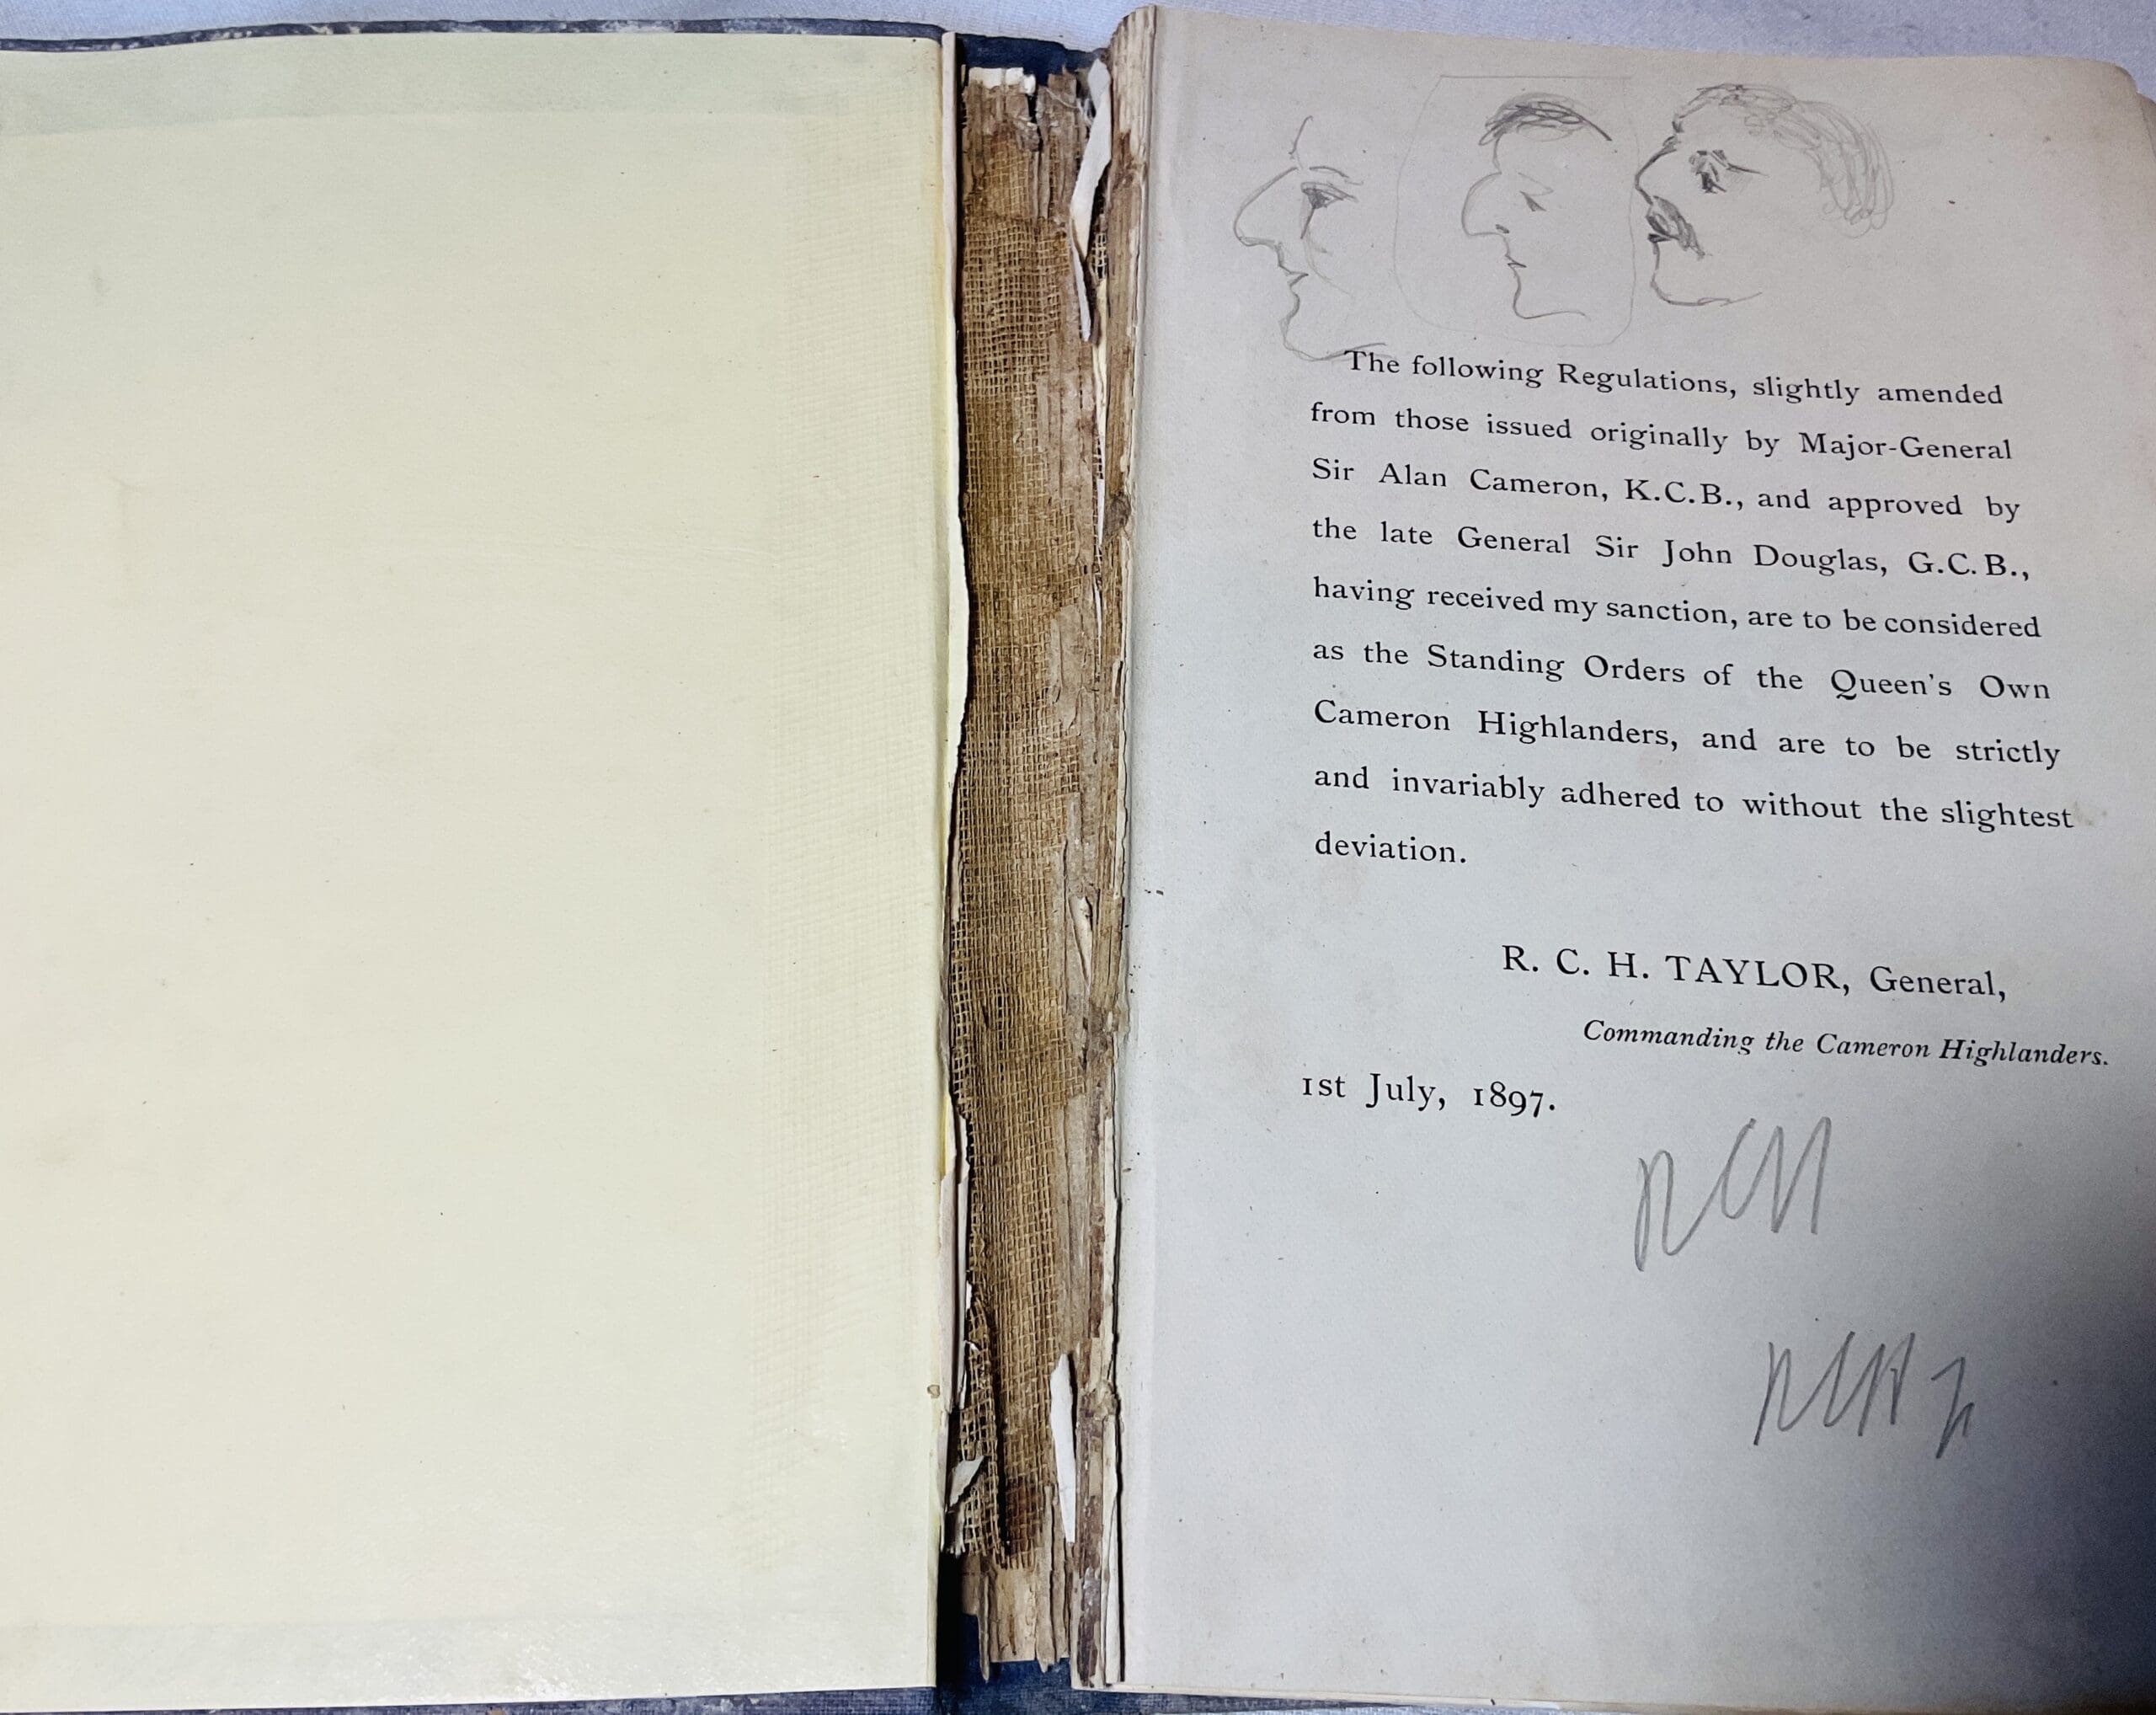 The following Regulations, slightly amended
from those issued originally by Major-General
Sir Alan Cameron, K.C.B., and approved by
the late General Sir John Douglas, G.C.B.,
having received my sanction, are to be considered
as the Standing Orders of the Queen's Own
Cameron Highlanders, and are to be strictly
and invariably adhered to without the slightest
deviation.
R. C. H. TAYLOR, General,
Commanding the Cameron Highlanders.
1st July, 1897.